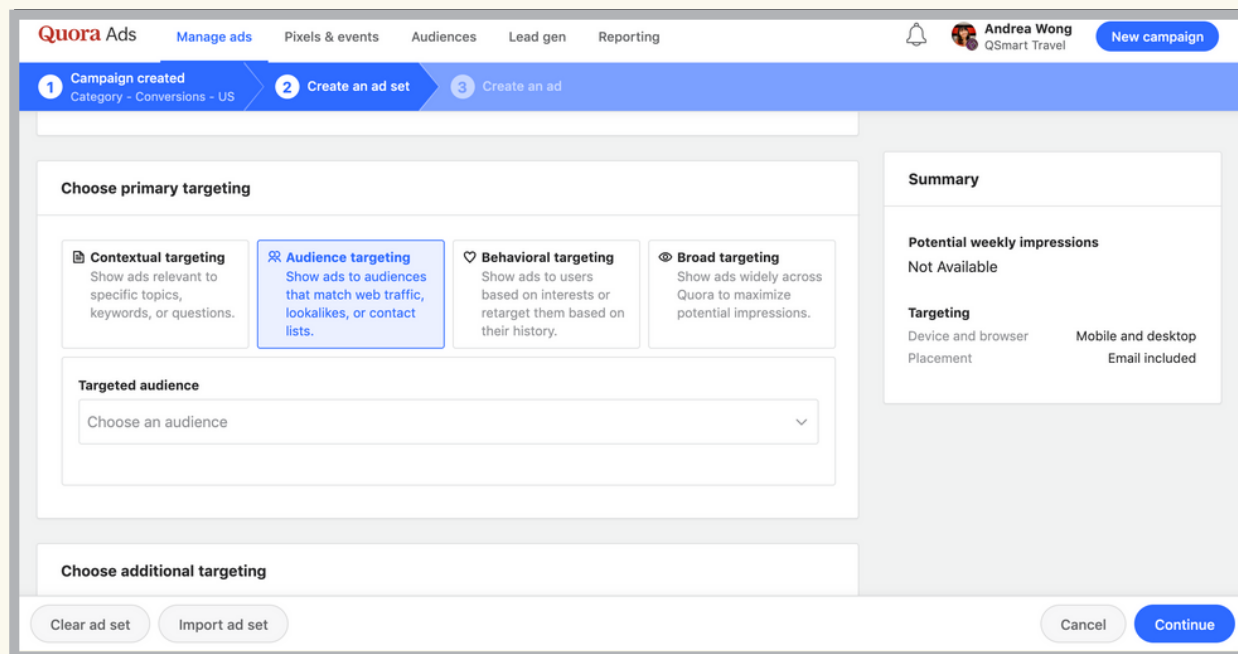 Quora Ads
Manage ads
Pixels & events
Audiences
Lead gen
Reporting
Andrea Wong
QSmart Travel
New campaign
1
Campaign created
Category - Conversions - US
2
Create an ad set
3
Create an ad
Choose primary targeting
Contextual targeting
Show ads relevant to
specific topics,
keywords, or questions.
Audience targeting
Show ads to audiences
that match web traffic,
lookalikes, or contact
lists.
Behavioral targeting
Show ads to users
based on interests or
retarget them based on
their history.
Broad targeting
Show ads widely across
Quora to maximize
potential impressions.
Targeted audience
Choose an audience
Choose additional targeting
Summary
Potential weekly impressions
Not Available
Targeting
Device and browser Mobile and desktop
Placement Email included
Clear ad set
Import ad set
Cancel
Continue